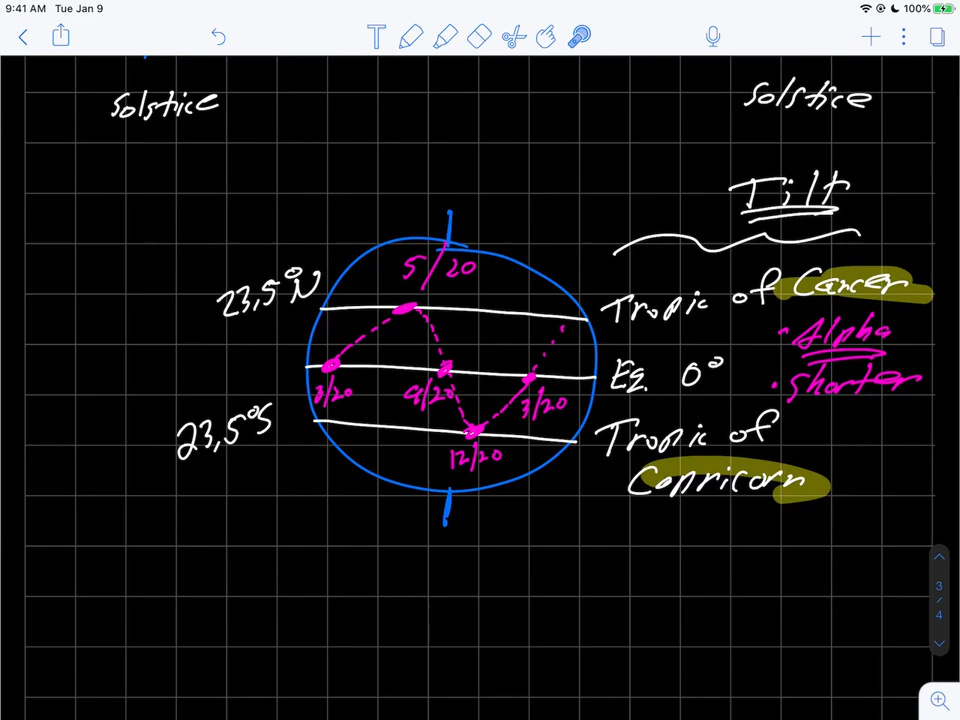 9:41 AM Tue Jan 9
100%
Solstice
Solstice
Tilt
5/20
23,5°N
Tropic of Cancer
• Alpha
• Shorter
Eq. 0°
9/20
3/20
23,5°S
Tropic of
Capricorn
12/20
3
/
4